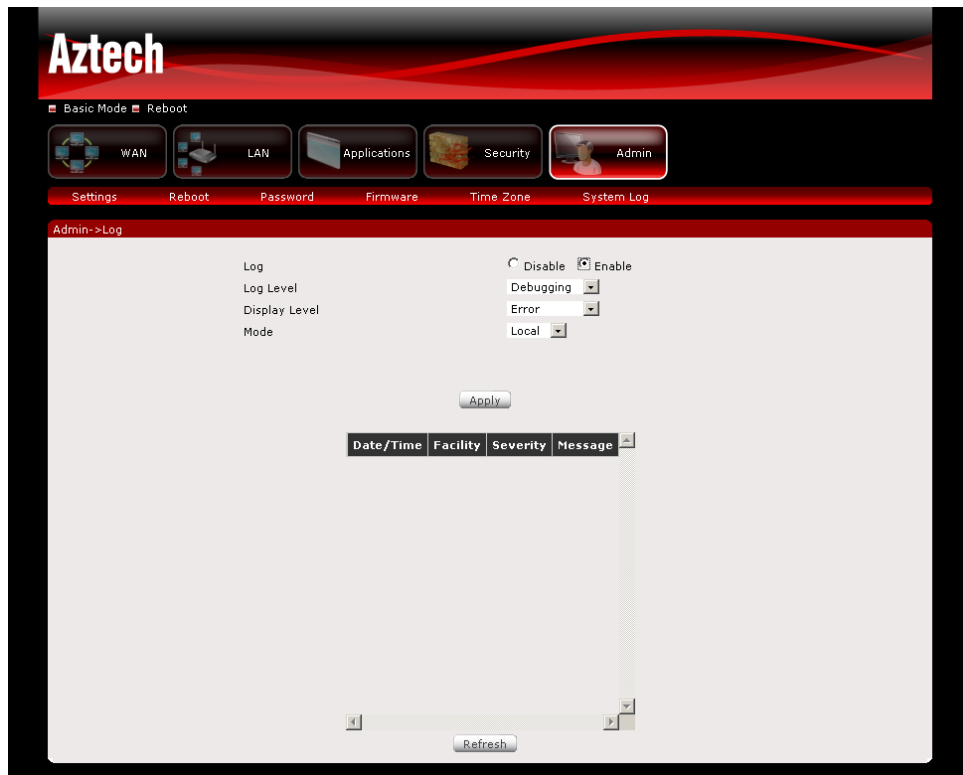 Aztech
Basic Mode Reboot
WAN LAN Applications Security Admin
Settings Reboot Password Firmware Time Zone System Log
Admin->Log
Log Disable Enable
Log Level Debugging
Display Level Error
Mode Local
Apply
Date/Time Facility Severity Message
Refresh